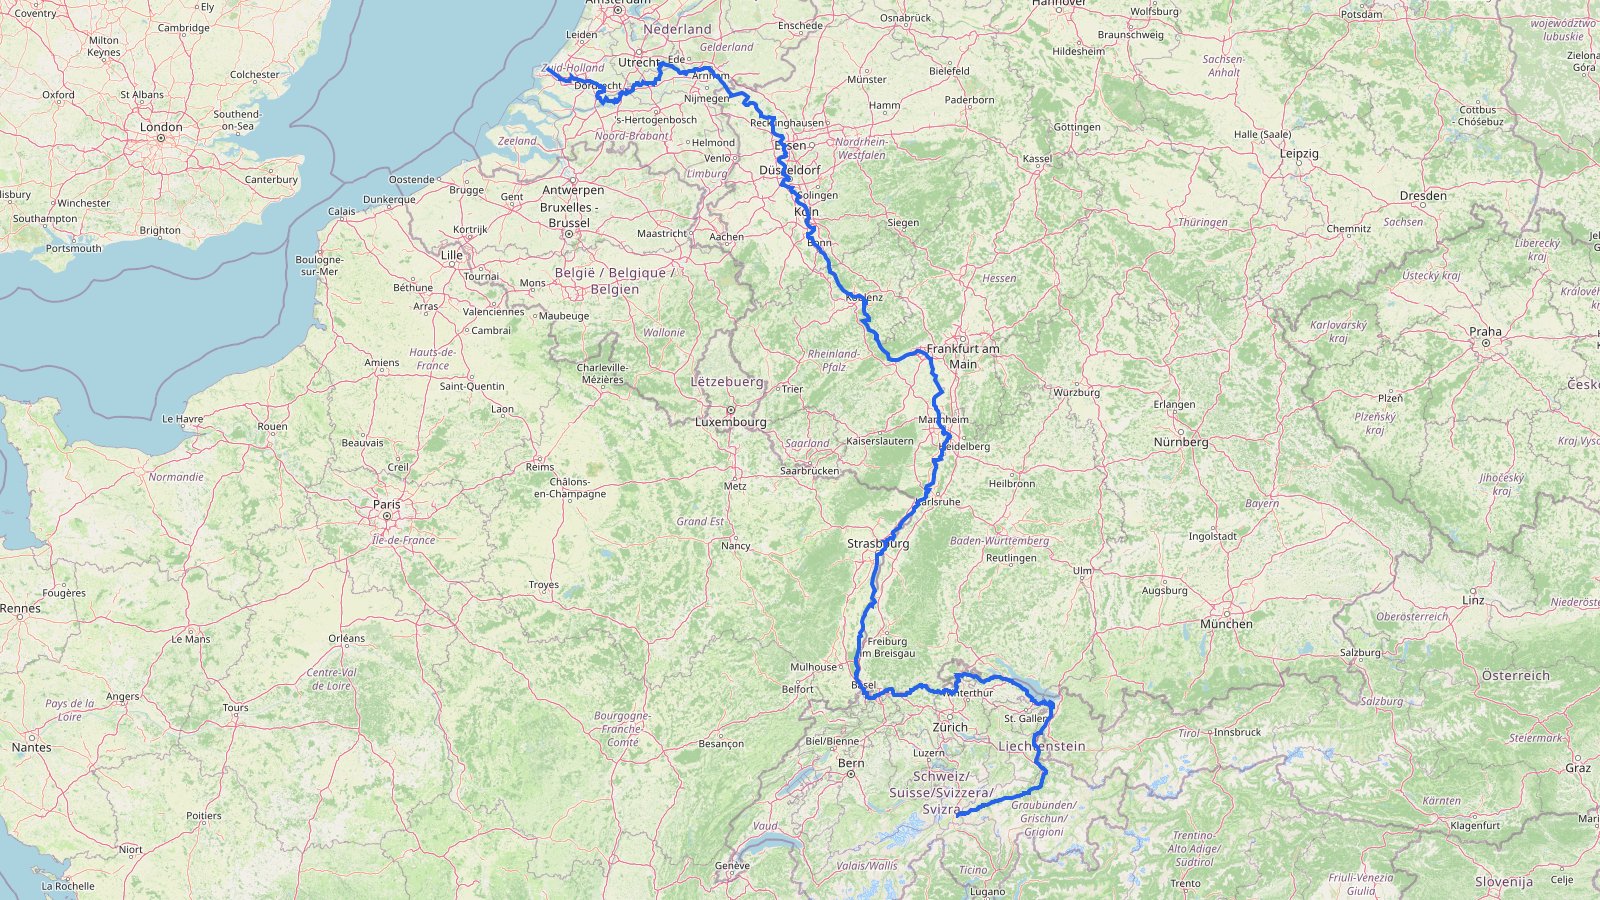 Coventry
Cambridge
Ely
Milton
Keynes
Colchester
Oxford
St Albans
London
Southend-
on-Sea
Canterbury
lisbury
Winchester
Southampton
Brighton
Portsmouth
Amsterdam
Leiden
Nederland
Enschede
Osnabrück
Hannover
Wolfsburg
Braunschweig
Potsdam
województwo
lubuskie
Gelderland
Hildesheim
Zuid-Holland
Utrecht
Ede
Arnhem
Münster
Bielefeld
Sachsen-
Anhalt
Zielona
Góra
Dordrecht
Nijmegen
Hamm
Paderborn
Cottbus
- Chóśebuz
's-Hertogenbosch
Recklinghausen
Göttingen
Zeeland
Noord-Brabant
Helmond
Essen
Nordrhein-
Westfalen
Halle (Saale)
Leipzig
Venlo
Kassel
Oostende
Brugge
Limburg
Düsseldorf
Dunkerque
Gent
Antwerpen
Solingen
Dresden
Calais
Bruxelles -
Brussel
Köln
Siegen
Thüringen
Sachsen
Kortrijk
Maastricht
Aachen
Bonn
Chemnitz
Liberecký
kraj
Boulogne-
sur-Mer
Lille
Tournai
België / Belgique /
Belgien
Hessen
Ústecký kraj
Béthune
Mons
Koblenz
Královéh
kraj
Arras
Valenciennes
Maubeuge
Cambrai
Wallonie
Karlovarský
kraj
Praha
Hauts-de-
France
Amiens
Rheinland-
Pfalz
Frankfurt am
Main
Charleville-
Mézières
Saint-Quentin
Lëtzebuerg
Trier
Würzburg
Plzeň
Česk
Le Havre
Laon
Erlangen
Plzeňský
kraj
Rouen
Luxembourg
Mannheim
Beauvais
Saarland
Kaiserslautern
Heidelberg
Nürnberg
Kraj Vyso
Creil
Reims
Saarbrücken
Normandie
Châlons-
en-Champagne
Metz
Heilbronn
Jihočeský
kraj
Paris
Karlsruhe
Bayern
Grand Est
Île-de-France
Nancy
Strasbourg
Baden-Württemberg
Ingolstadt
Reutlingen
Ulm
Troyes
Augsburg
Fougères
Linz
Rennes
München
Oberösterreich
Niederöste
Le Mans
Orléans
Freiburg
im Breisgau
Salzburg
Centre-Val
de Loire
Mulhouse
Österreich
Angers
Belfort
Basel
Winterthur
Pays de la
Loire
Tours
Salzburg
Bourgogne-
Franche-
Comté
St. Gallen
Zürich
Tirol
Innsbruck
Nantes
Besançon
Biel/Bienne
Luzern
Liechtenstein
Steiermark
Bern
Graz
Schweiz/
Suisse/Svizzera/
Svizra
Graubünden/
Grischun/
Grigioni
Kärnten
Poitiers
Vaud
Klagenfurt
Mari
Trentino-
Alto Adige/
Südtirol
Niort
Genève
Valais/Wallis
Ticino
La Rochelle
Lugano
Trento
Friuli-Venezia
Giulia
Slovenija
Celje